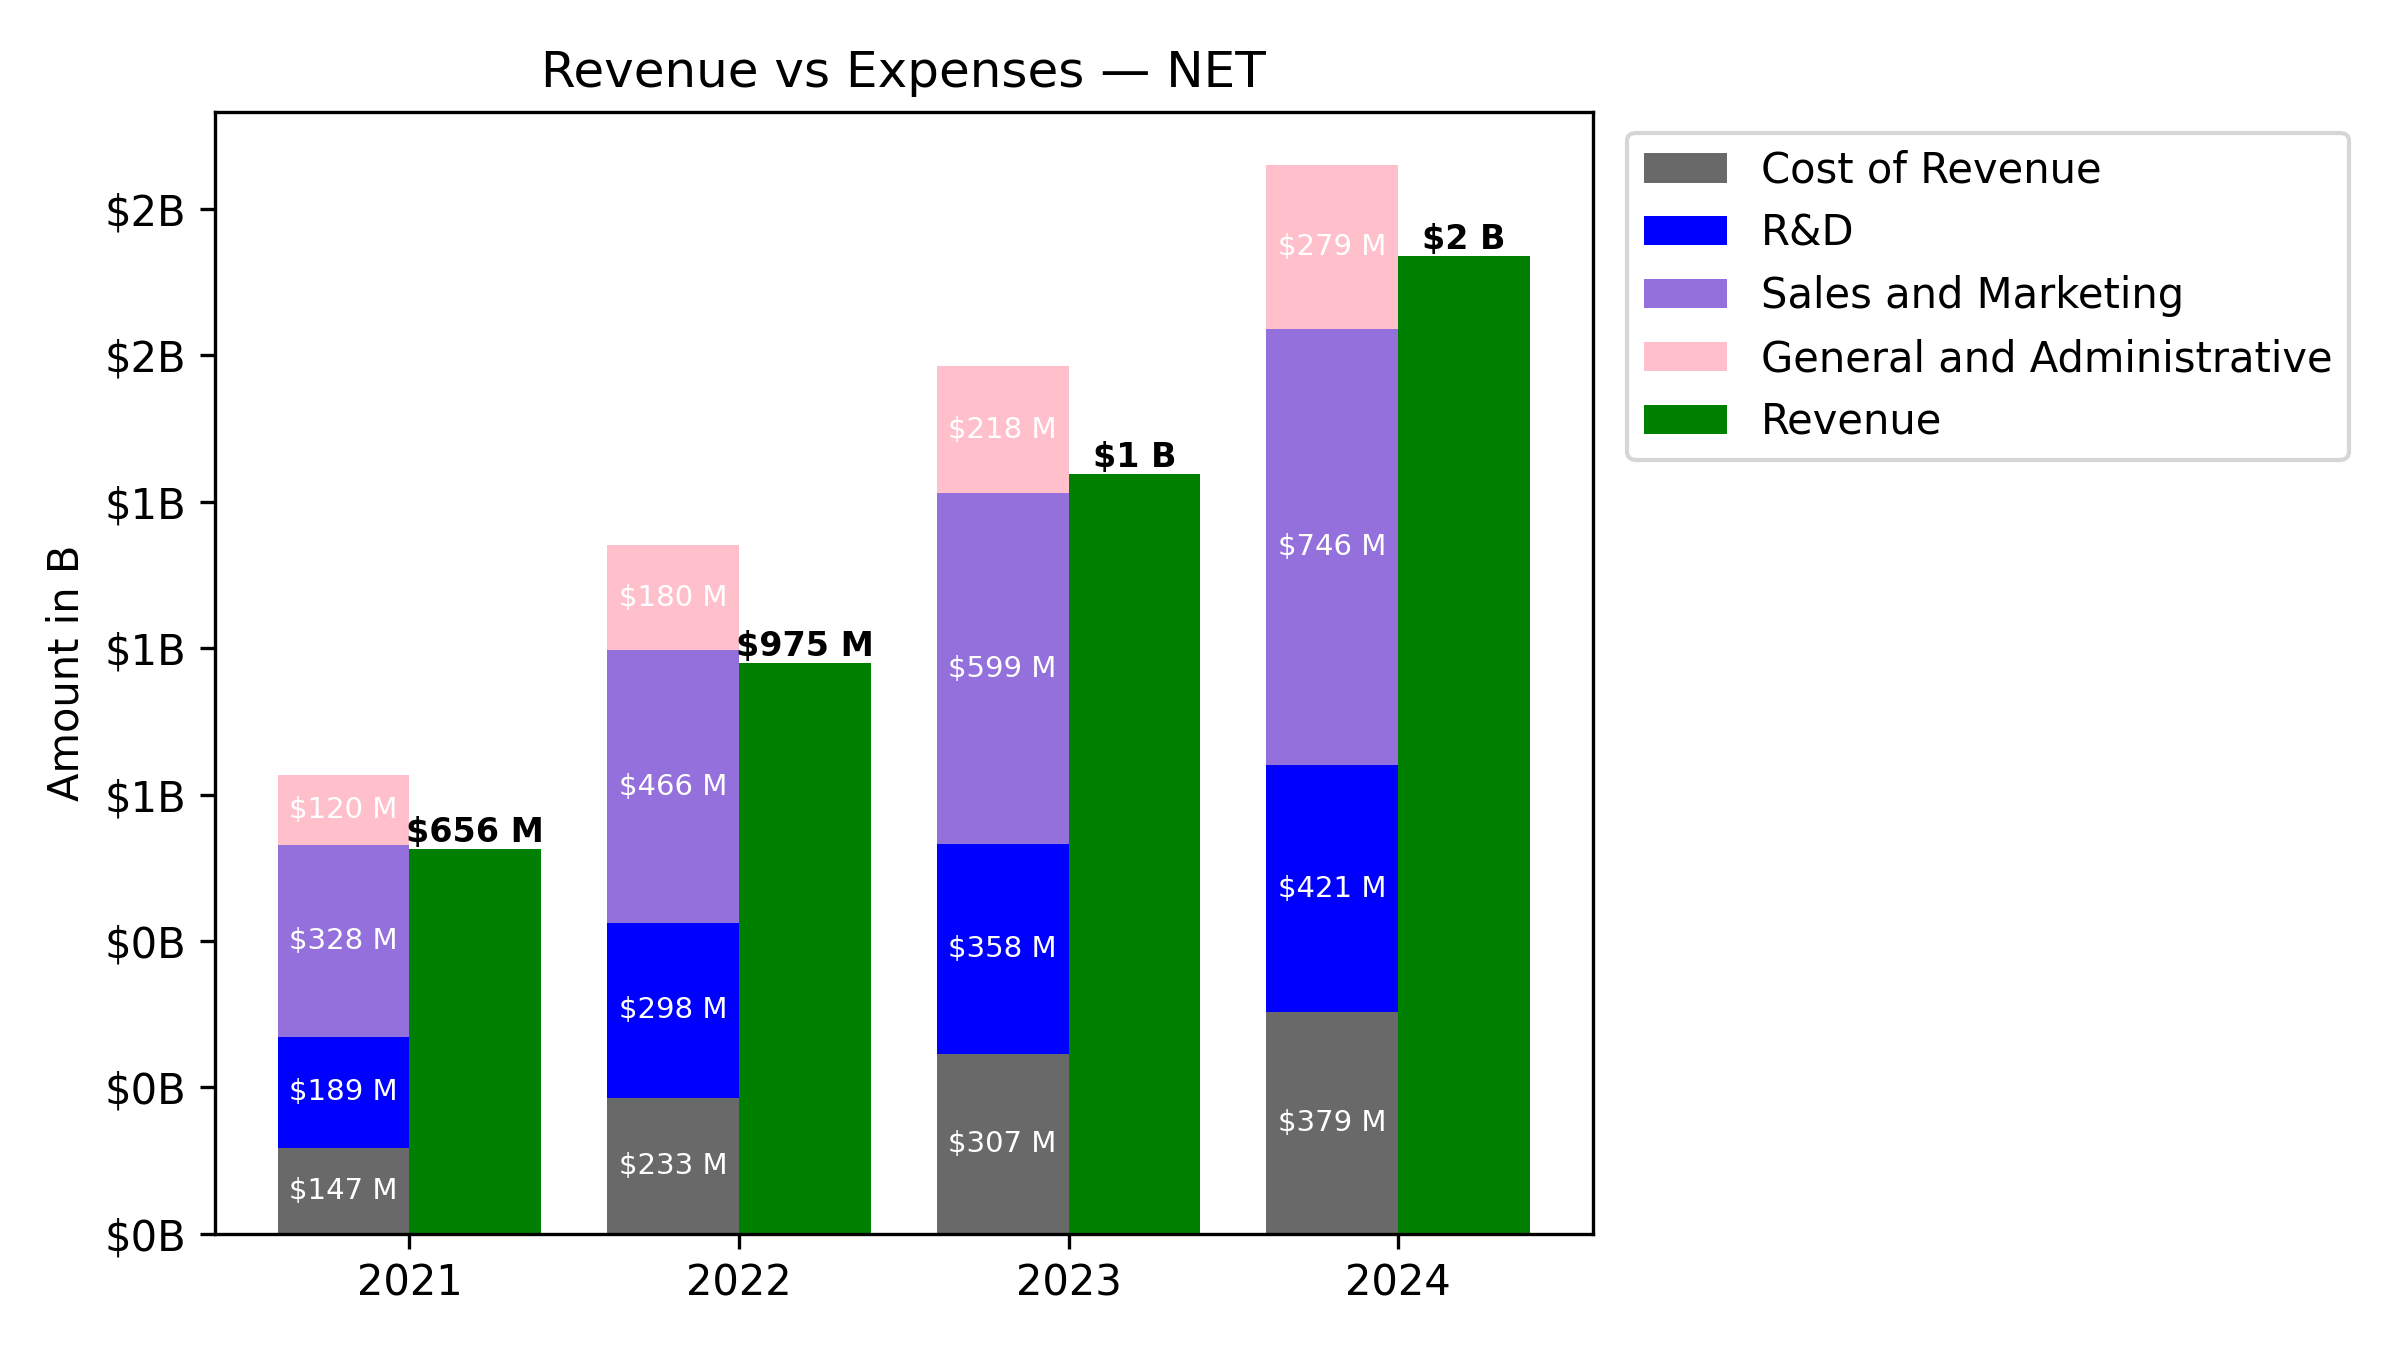 Revenue vs Expenses — NET
Amount in B
$2B
$2B
$1B
$1B
$1B
$0B
$0B
$0B
$120 M
$328 M
$189 M
$147 M
$656 M
$180 M
$466 M
$298 M
$233 M
$975 M
$218 M
$599 M
$358 M
$307 M
$1 B
$279 M
$746 M
$421 M
$379 M
$2 B
2021
2022
2023
2024
Cost of Revenue
R&D
Sales and Marketing
General and Administrative
Revenue